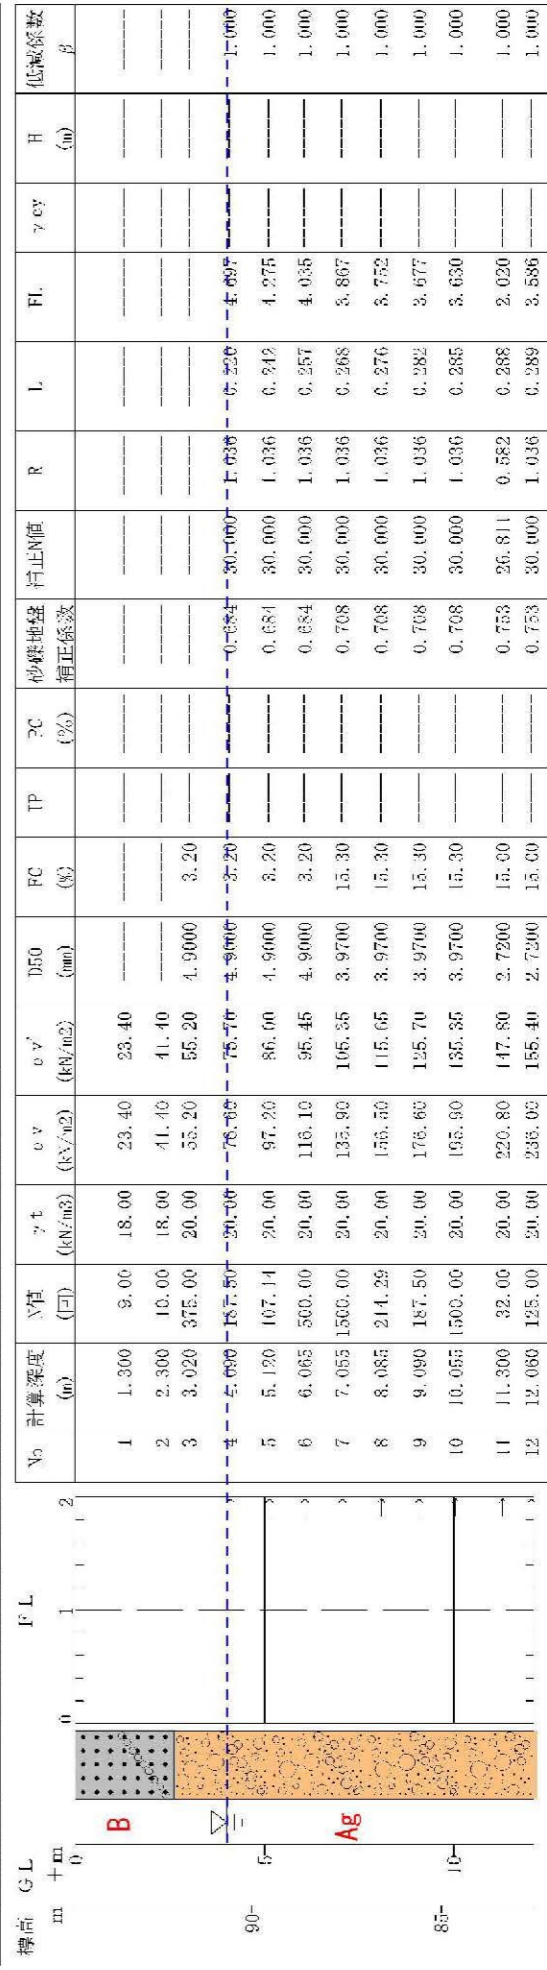 標高 GL FL No 計算深度 N値 γt σv σv' D50 FC IP PC 砂礫地盤 補正N値 R L FL γcy H 低減係数
m +m 0 1 2 (m) (回) (kN/m3) (kN/m2) (kN/m2) (mm) (%) (%) 補正係数 (m) β
0
B
90- 5
Ag
85- 10
1 1.300 9.00 18.00 23.40 23.40 ---- ---- ---- ---- ---- ---- ---- ---- ---- ---- ---- ----
2 2.300 10.00 18.00 41.40 41.40 ---- ---- ---- ---- ---- ---- ---- ---- ---- ---- ---- ----
3 3.020 375.00 20.00 55.20 55.20 4.9000 3.20 ---- ---- ---- ---- ---- ---- ---- ---- ---- ----
4 4.090 187.50 20.00 76.60 75.70 4.9000 3.20 ---- ---- 0.684 30.000 1.036 0.220 4.697 ---- ---- 1.000
5 5.120 107.14 20.00 97.20 86.00 4.9000 3.20 ---- ---- 0.684 30.000 1.036 0.242 4.275 ---- ---- 1.000
6 6.065 500.00 20.00 116.10 95.45 4.9000 3.20 ---- ---- 0.684 30.000 1.036 0.257 4.035 ---- ---- 1.000
7 7.055 1500.00 20.00 135.90 105.35 3.9700 15.30 ---- ---- 0.708 30.000 1.036 0.268 3.867 ---- ---- 1.000
8 8.085 214.29 20.00 156.50 115.65 3.9700 15.30 ---- ---- 0.708 30.000 1.036 0.276 3.752 ---- ---- 1.000
9 9.090 187.50 20.00 176.60 125.70 3.9700 15.30 ---- ---- 0.708 30.000 1.036 0.282 3.677 ---- ---- 1.000
10 10.055 1500.00 20.00 195.90 135.35 3.9700 15.30 ---- ---- 0.708 30.000 1.036 0.285 3.630 ---- ---- 1.000
11 11.300 32.00 20.00 220.80 147.80 2.7200 15.00 ---- ---- 0.753 26.811 0.582 0.288 2.020 ---- ---- 1.000
12 12.060 125.00 20.00 236.00 155.40 2.7200 15.00 ---- ---- 0.753 30.000 1.036 0.289 3.586 ---- ---- 1.000